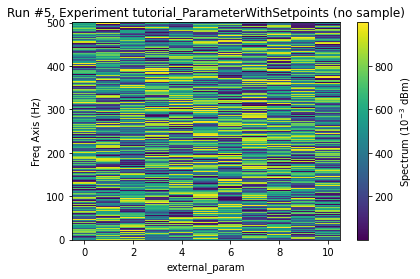 Run #5, Experiment tutorial_ParameterWithSetpoints (no sample)
500
400
300
200
100
0
Freq Axis (Hz)
0 2 4 6 8 10
external_param
800
600
400
200
Spectrum (10⁻³ dBm)